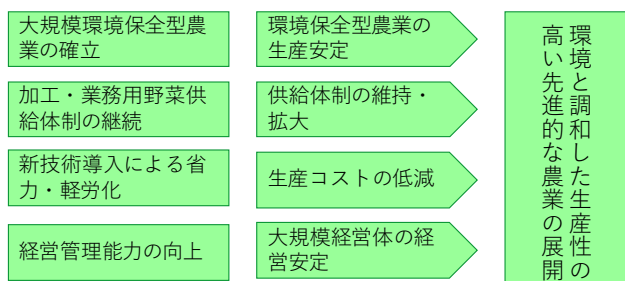 大規模環境保全型農
業の確立
環境保全型農業の
生産安定
加工・業務用野菜供
給体制の継続
供給体制の維持・
拡大
新技術導入による省
力・軽労化
生産コストの低減
経営管理能力の向上
大規模経営体の経
営安定
環境と調和した生産性の
高い先進的な農業の展開